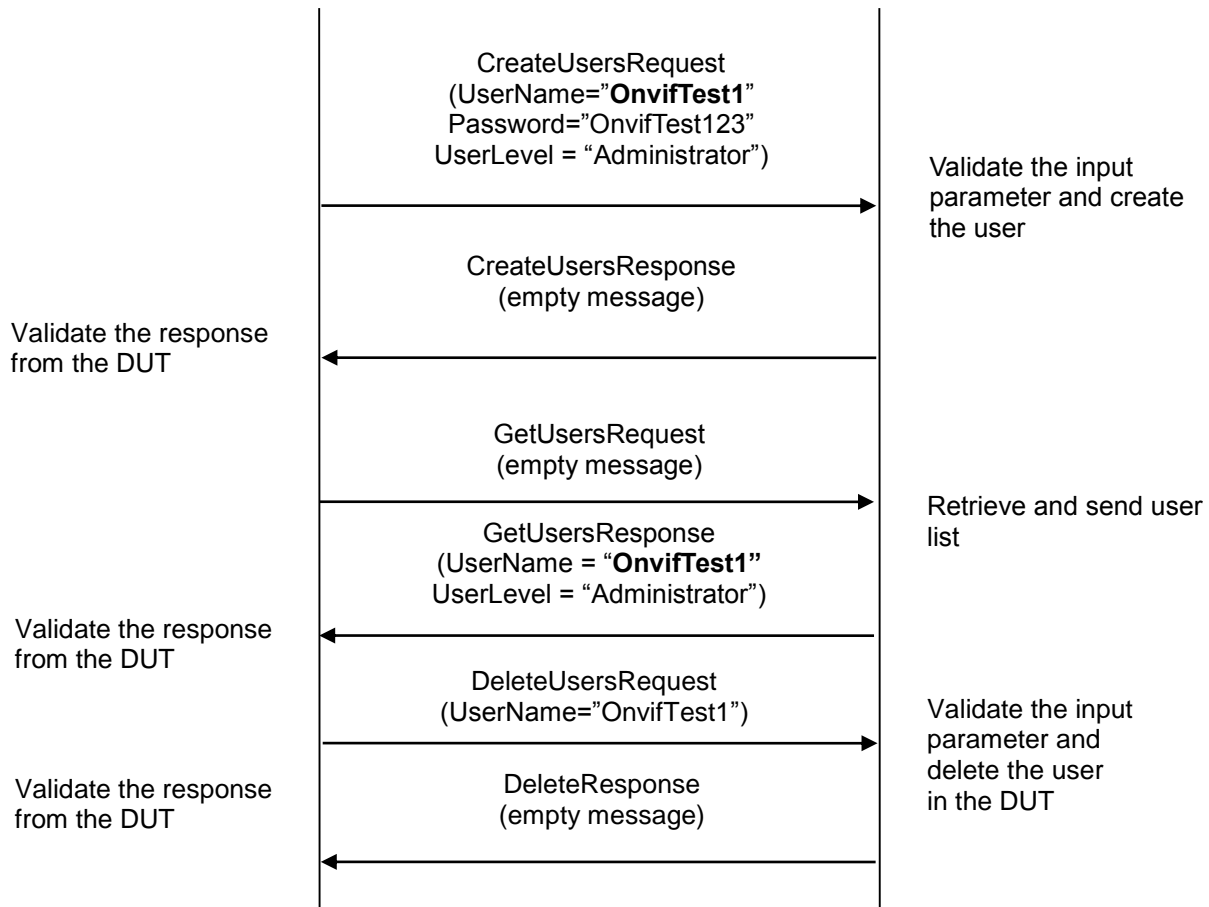 CreateUsersRequest
(UserName=”OnvifTest1”
Password=”OnvifTest123”
UserLevel = “Administrator”)
Validate the input
parameter and create
the user
CreateUsersResponse
(empty message)
Validate the response
from the DUT
GetUsersRequest
(empty message)
Retrieve and send user
list
GetUsersResponse
(UserName = “OnvifTest1”
UserLevel = “Administrator”)
Validate the response
from the DUT
DeleteUsersRequest
(UserName=”OnvifTest1”)
Validate the input
parameter and
delete the user
in the DUT
DeleteResponse
(empty message)
Validate the response
from the DUT